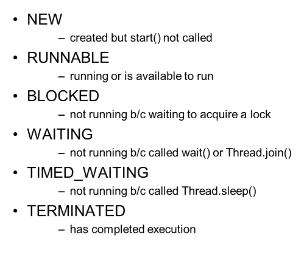 • NEW
– created but start() not called
• RUNNABLE
– running or is available to run
• BLOCKED
– not running b/c waiting to acquire a lock
• WAITING
– not running b/c called wait() or Thread.join()
• TIMED_WAITING
– not running b/c called Thread.sleep()
• TERMINATED
– has completed execution